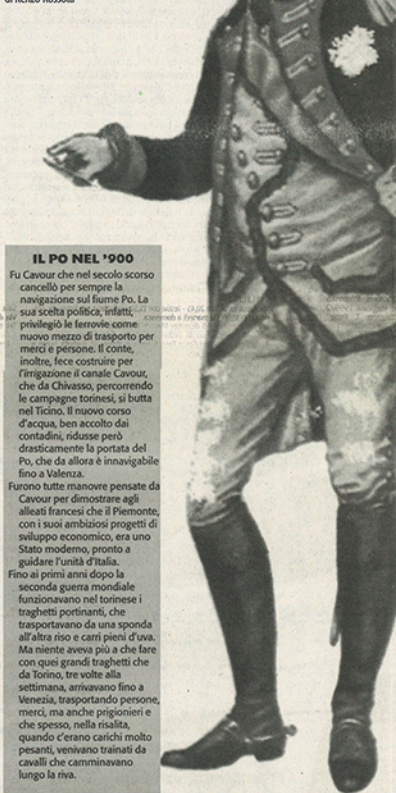 di Renzo Rossotti
IL PO NEL '900
Fu Cavour che nel secolo scorso
cancellò per sempre la
navigazione sul fiume Po. La
sua scelta politica, infatti,
privilegiò le ferrovie come
nuovo mezzo di trasporto per
merci e persone. Il conte,
inoltre, fece costruire per
l'irrigazione il canale Cavour,
che da Chivasso, percorrendo
le campagne torinesi, si butta
nel Ticino. Il nuovo corso
d'acqua, ben accolto dai
contadini, ridusse però
drasticamente la portata del
Po, che da allora è innavigabile
fino a Valenza.
Furono tutte manovre pensate da
Cavour per dimostrare agli
alleati francesi che il Piemonte,
con i suoi ambiziosi progetti di
sviluppo economico, era uno
Stato moderno, pronto a
guidare l'unità d'Italia.
Fino ai primi anni dopo la
seconda guerra mondiale
funzionavano nel torinese i
traghetti portinanti, che
trasportavano da una sponda
all'altra riso e carri pieni d'uva.
Ma niente aveva più a che fare
con quei grandi traghetti che
da Torino, tre volte alla
settimana, arrivavano fino a
Venezia, trasportando persone,
merci, ma anche prigionieri e
che spesso, nella risalita,
quando c'erano carichi molto
pesanti, venivano trainati da
cavalli che camminavano
lungo la riva.